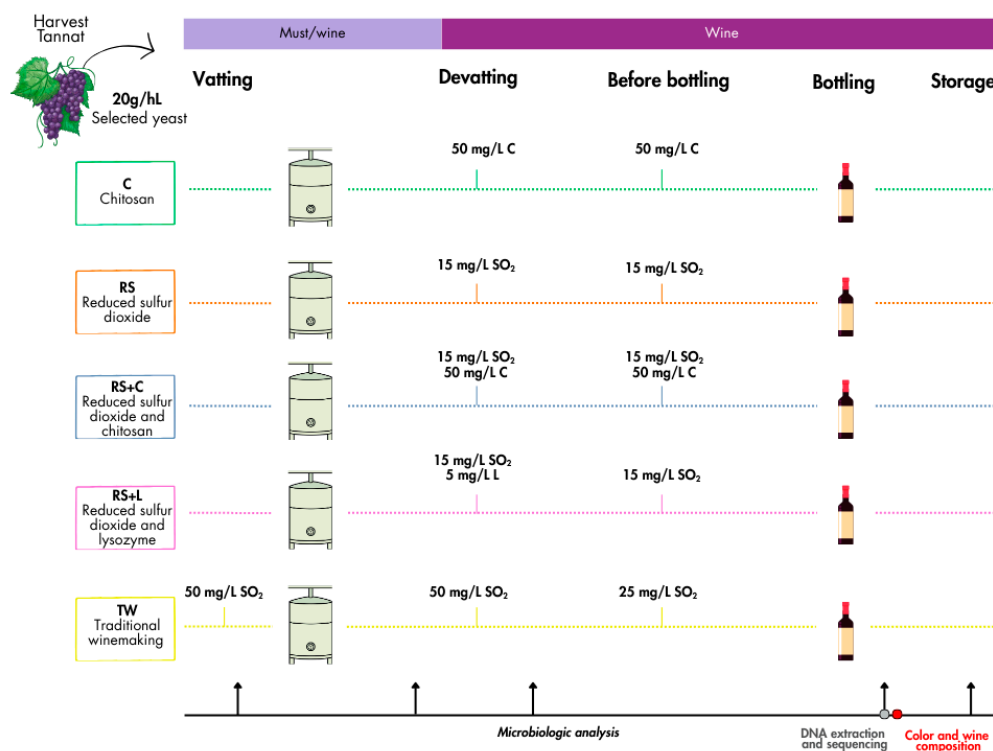 Harvest
Tannat
Must/wine
Wine
Vatting
Devatting
Before bottling
Bottling
Storage
20g/hL
Selected yeast
50 mg/L C
50 mg/L C
C
Chitosan
15 mg/L SO₂
15 mg/L SO₂
RS
Reduced sulfur
dioxide
15 mg/L SO₂
50 mg/L C
15 mg/L SO₂
50 mg/L C
RS+C
Reduced sulfur
dioxide and
chitosan
15 mg/L SO₂
5 mg/L L
15 mg/L SO₂
RS+L
Reduced sulfur
dioxide and
lysozyme
50 mg/L SO₂
50 mg/L SO₂
25 mg/L SO₂
TW
Traditional
winemaking
Microbiologic analysis
DNA extraction
and sequencing
Color and wine
composition